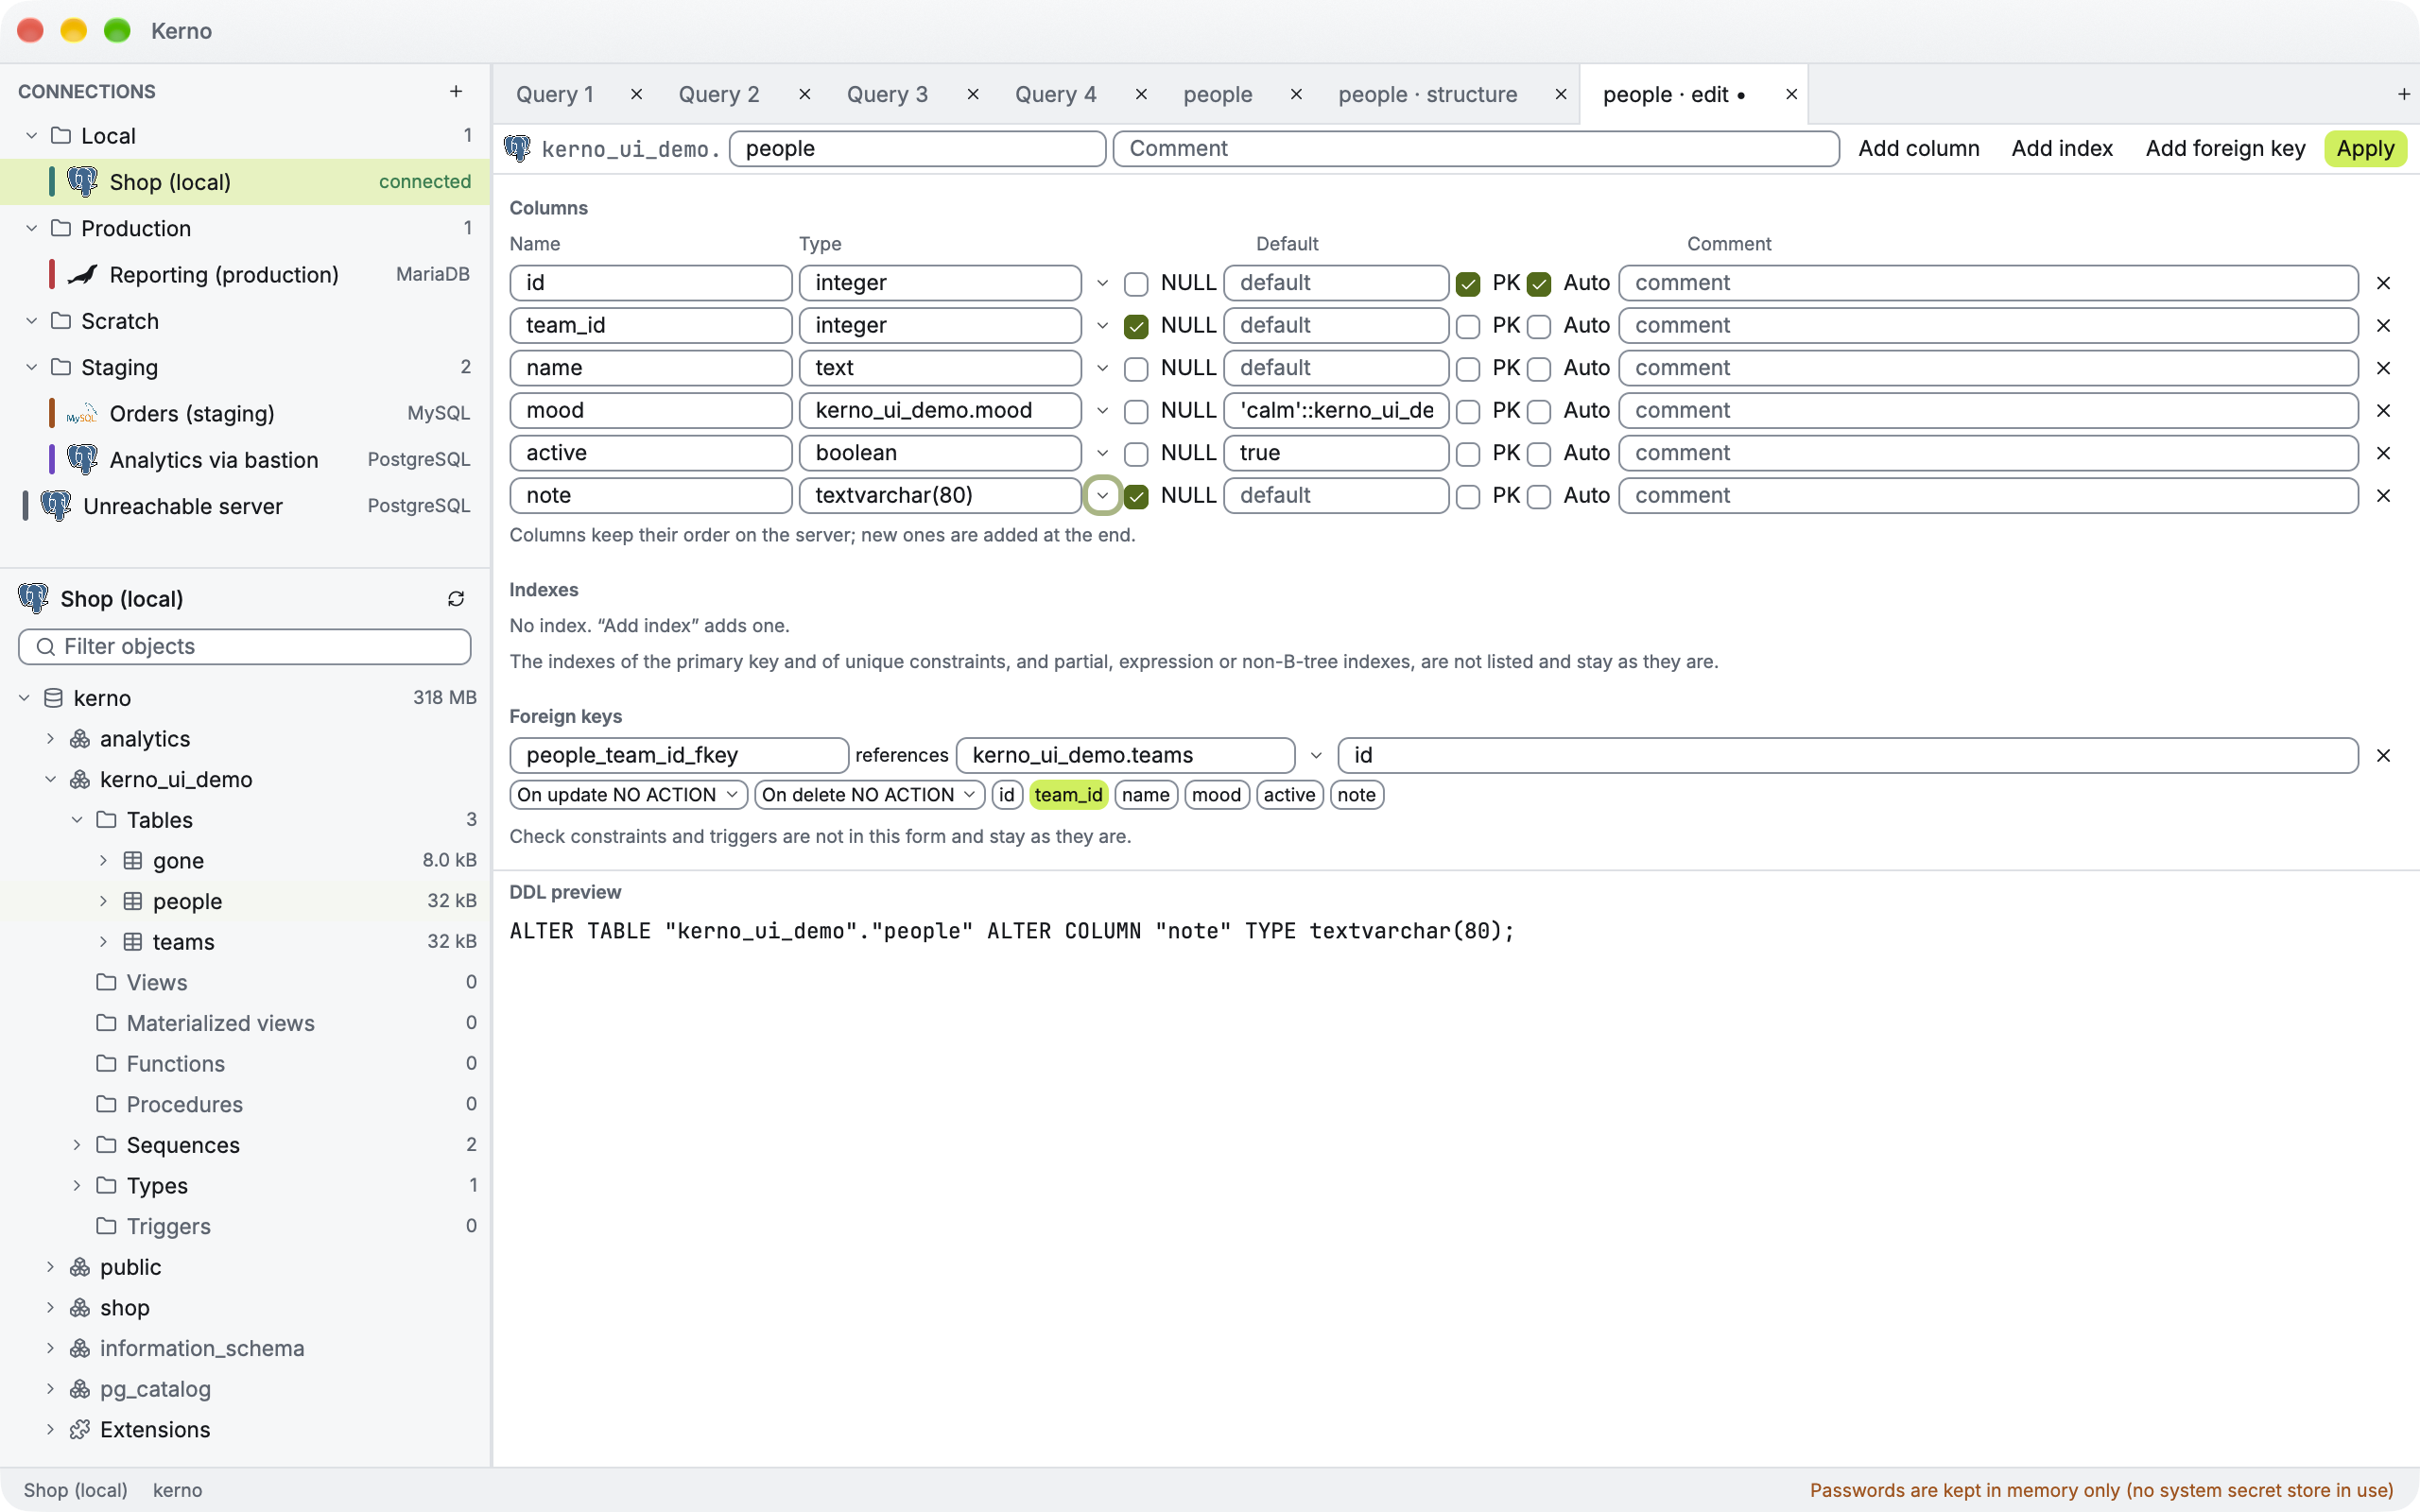 Kerno
CONNECTIONS
Local 1
Shop (local) connected
Production 1
Reporting (production) MariaDB
Scratch
Staging 2
MySQL Orders (staging) MySQL
Analytics via bastion PostgreSQL
Unreachable server PostgreSQL
Shop (local)
Filter objects
kerno 318 MB
analytics
kerno_ui_demo
Tables 3
gone 8.0 kB
people 32 kB
teams 32 kB
Views 0
Materialized views 0
Functions 0
Procedures 0
Sequences 2
Types 1
Triggers 0
public
shop
information_schema
pg_catalog
Extensions
Query 1 Query 2 Query 3 Query 4 people people · structure people · edit •
kerno_ui_demo. people Comment Add column Add index Add foreign key Apply
Columns
Name Type Default Comment
id integer NULL default PK Auto comment
team_id integer NULL default PK Auto comment
name text NULL default PK Auto comment
mood kerno_ui_demo.mood NULL 'calm'::kerno_ui_de PK Auto comment
active boolean NULL true PK Auto comment
note textvarchar(80) NULL default PK Auto comment
Columns keep their order on the server; new ones are added at the end.
Indexes
No index. “Add index” adds one.
The indexes of the primary key and of unique constraints, and partial, expression or non-B-tree indexes, are not listed and stay as they are.
Foreign keys
people_team_id_fkey references kerno_ui_demo.teams id
On update NO ACTION On delete NO ACTION id team_id name mood active note
Check constraints and triggers are not in this form and stay as they are.
DDL preview
ALTER TABLE "kerno_ui_demo"."people" ALTER COLUMN "note" TYPE textvarchar(80);
Shop (local) kerno Passwords are kept in memory only (no system secret store in use)